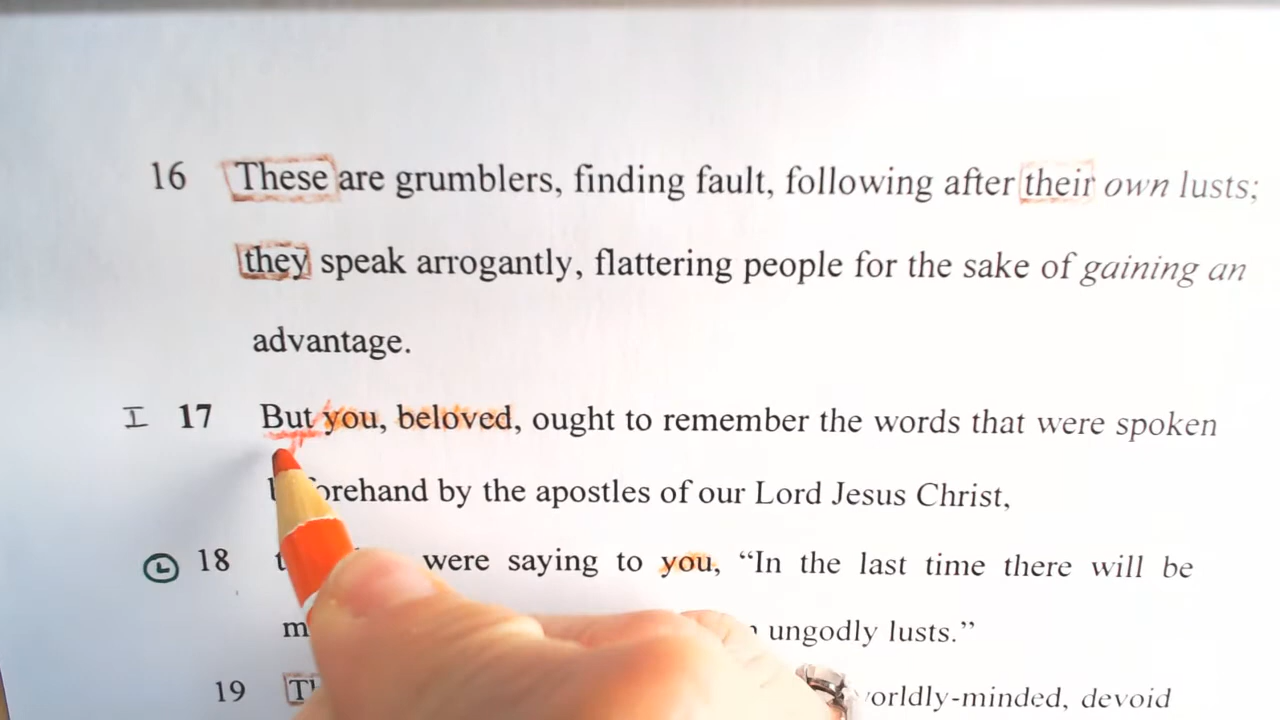 16 These are grumblers, finding fault, following after their own lusts;
they speak arrogantly, flattering people for the sake of gaining an
advantage.
I 17 But you, beloved, ought to remember the words that were spoken
by the apostles of our Lord Jesus Christ,
18 were saying to you, “In the last time there will be
ungodly lusts.”
19 devoid